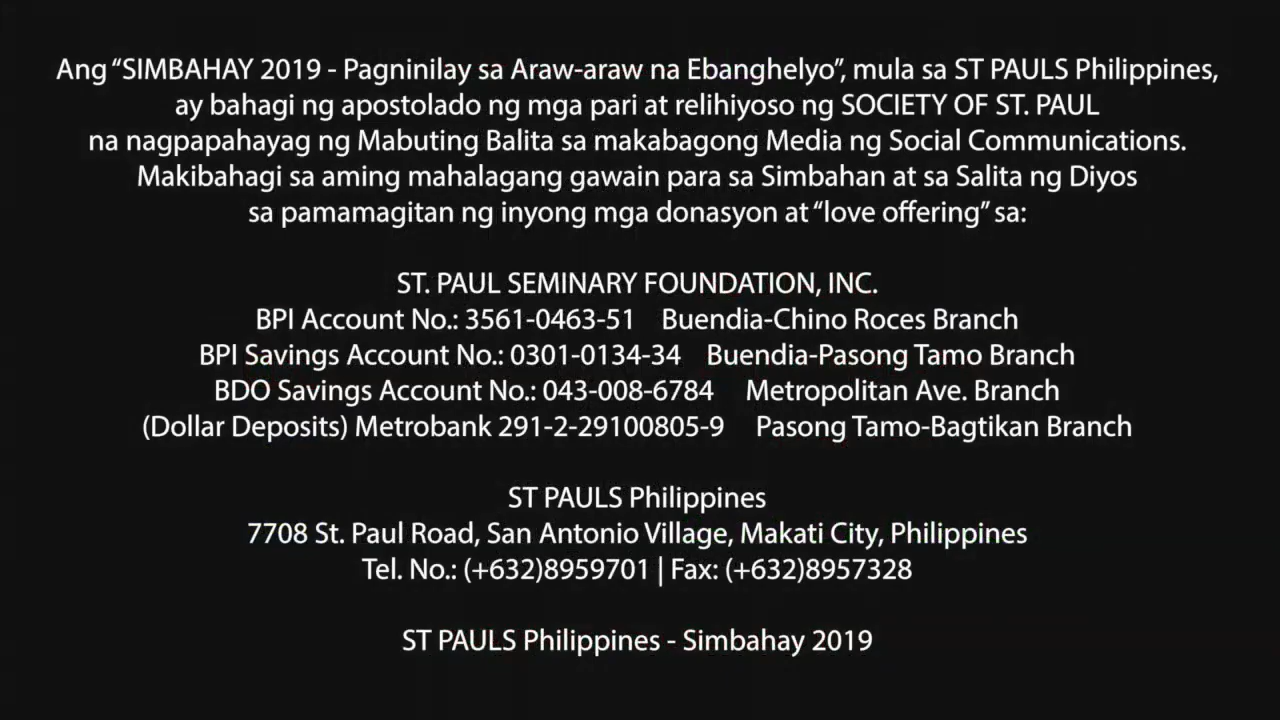 Ang “SIMBAHAY 2019 - Pagninilay sa Araw-araw na Ebanghelyo”, mula sa ST PAULS Philippines,
ay bahagi ng apostolado ng mga pari at relihiyoso ng SOCIETY OF ST. PAUL
na nagpapahayag ng Mabuting Balita sa makabagong Media ng Social Communications.
Makibahagi sa aming mahalagang gawain para sa Simbahan at sa Salita ng Diyos
sa pamamagitan ng inyong mga donasyon at “love offering” sa:
ST. PAUL SEMINARY FOUNDATION, INC.
BPI Account No.: 3561-0463-51 Buendia-Chino Roces Branch
BPI Savings Account No.: 0301-0134-34 Buendia-Pasong Tamo Branch
BDO Savings Account No.: 043-008-6784 Metropolitan Ave. Branch
(Dollar Deposits) Metrobank 291-2-29100805-9 Pasong Tamo-Bagtikan Branch
ST PAULS Philippines
7708 St. Paul Road, San Antonio Village, Makati City, Philippines
Tel. No.: (+632)8959701 | Fax: (+632)8957328
ST PAULS Philippines - Simbahay 2019